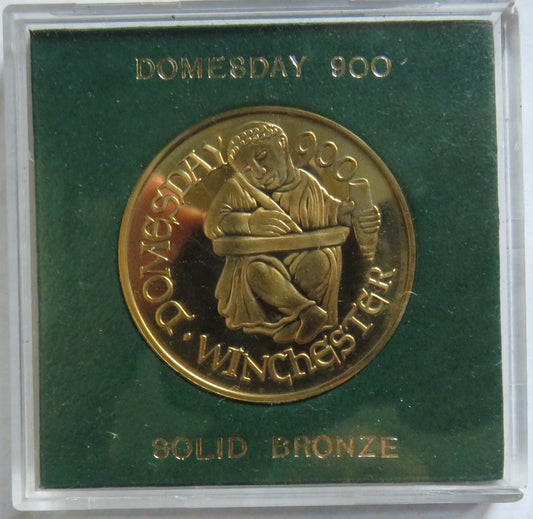 DOMESDAY 900
DOMESDAY 900
· WINCHESTER
SOLID BRONZE